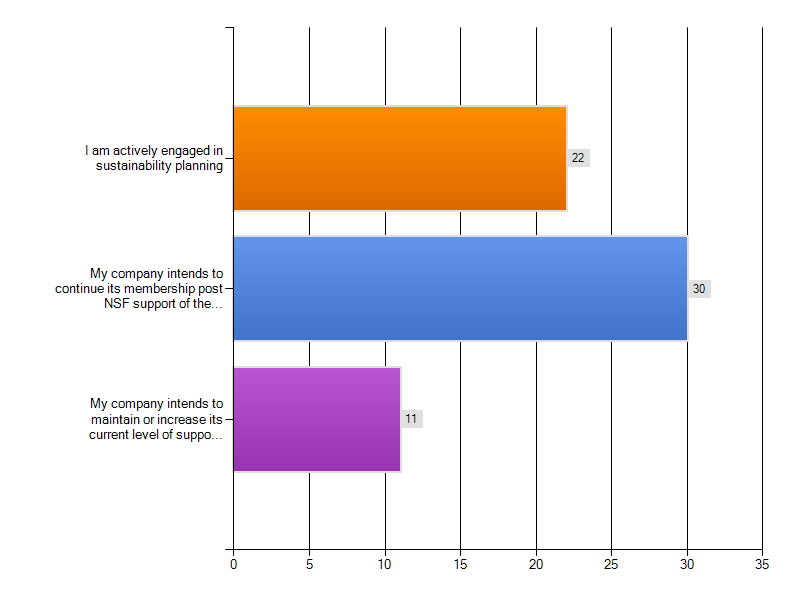 I am actively engaged in
sustainability planning
22
My company intends to
continue its membership post
NSF support of the...
30
My company intends to
maintain or increase its
current level of suppo...
11
0 5 10 15 20 25 30 35